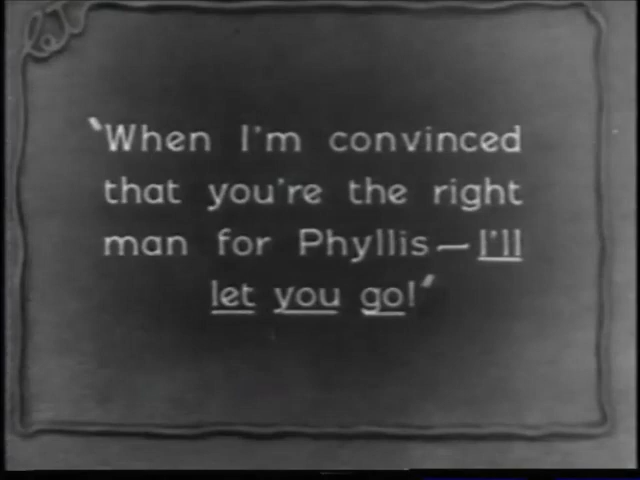 "When I'm convinced
that you're the right
man for Phyllis—I'll
let you go!"